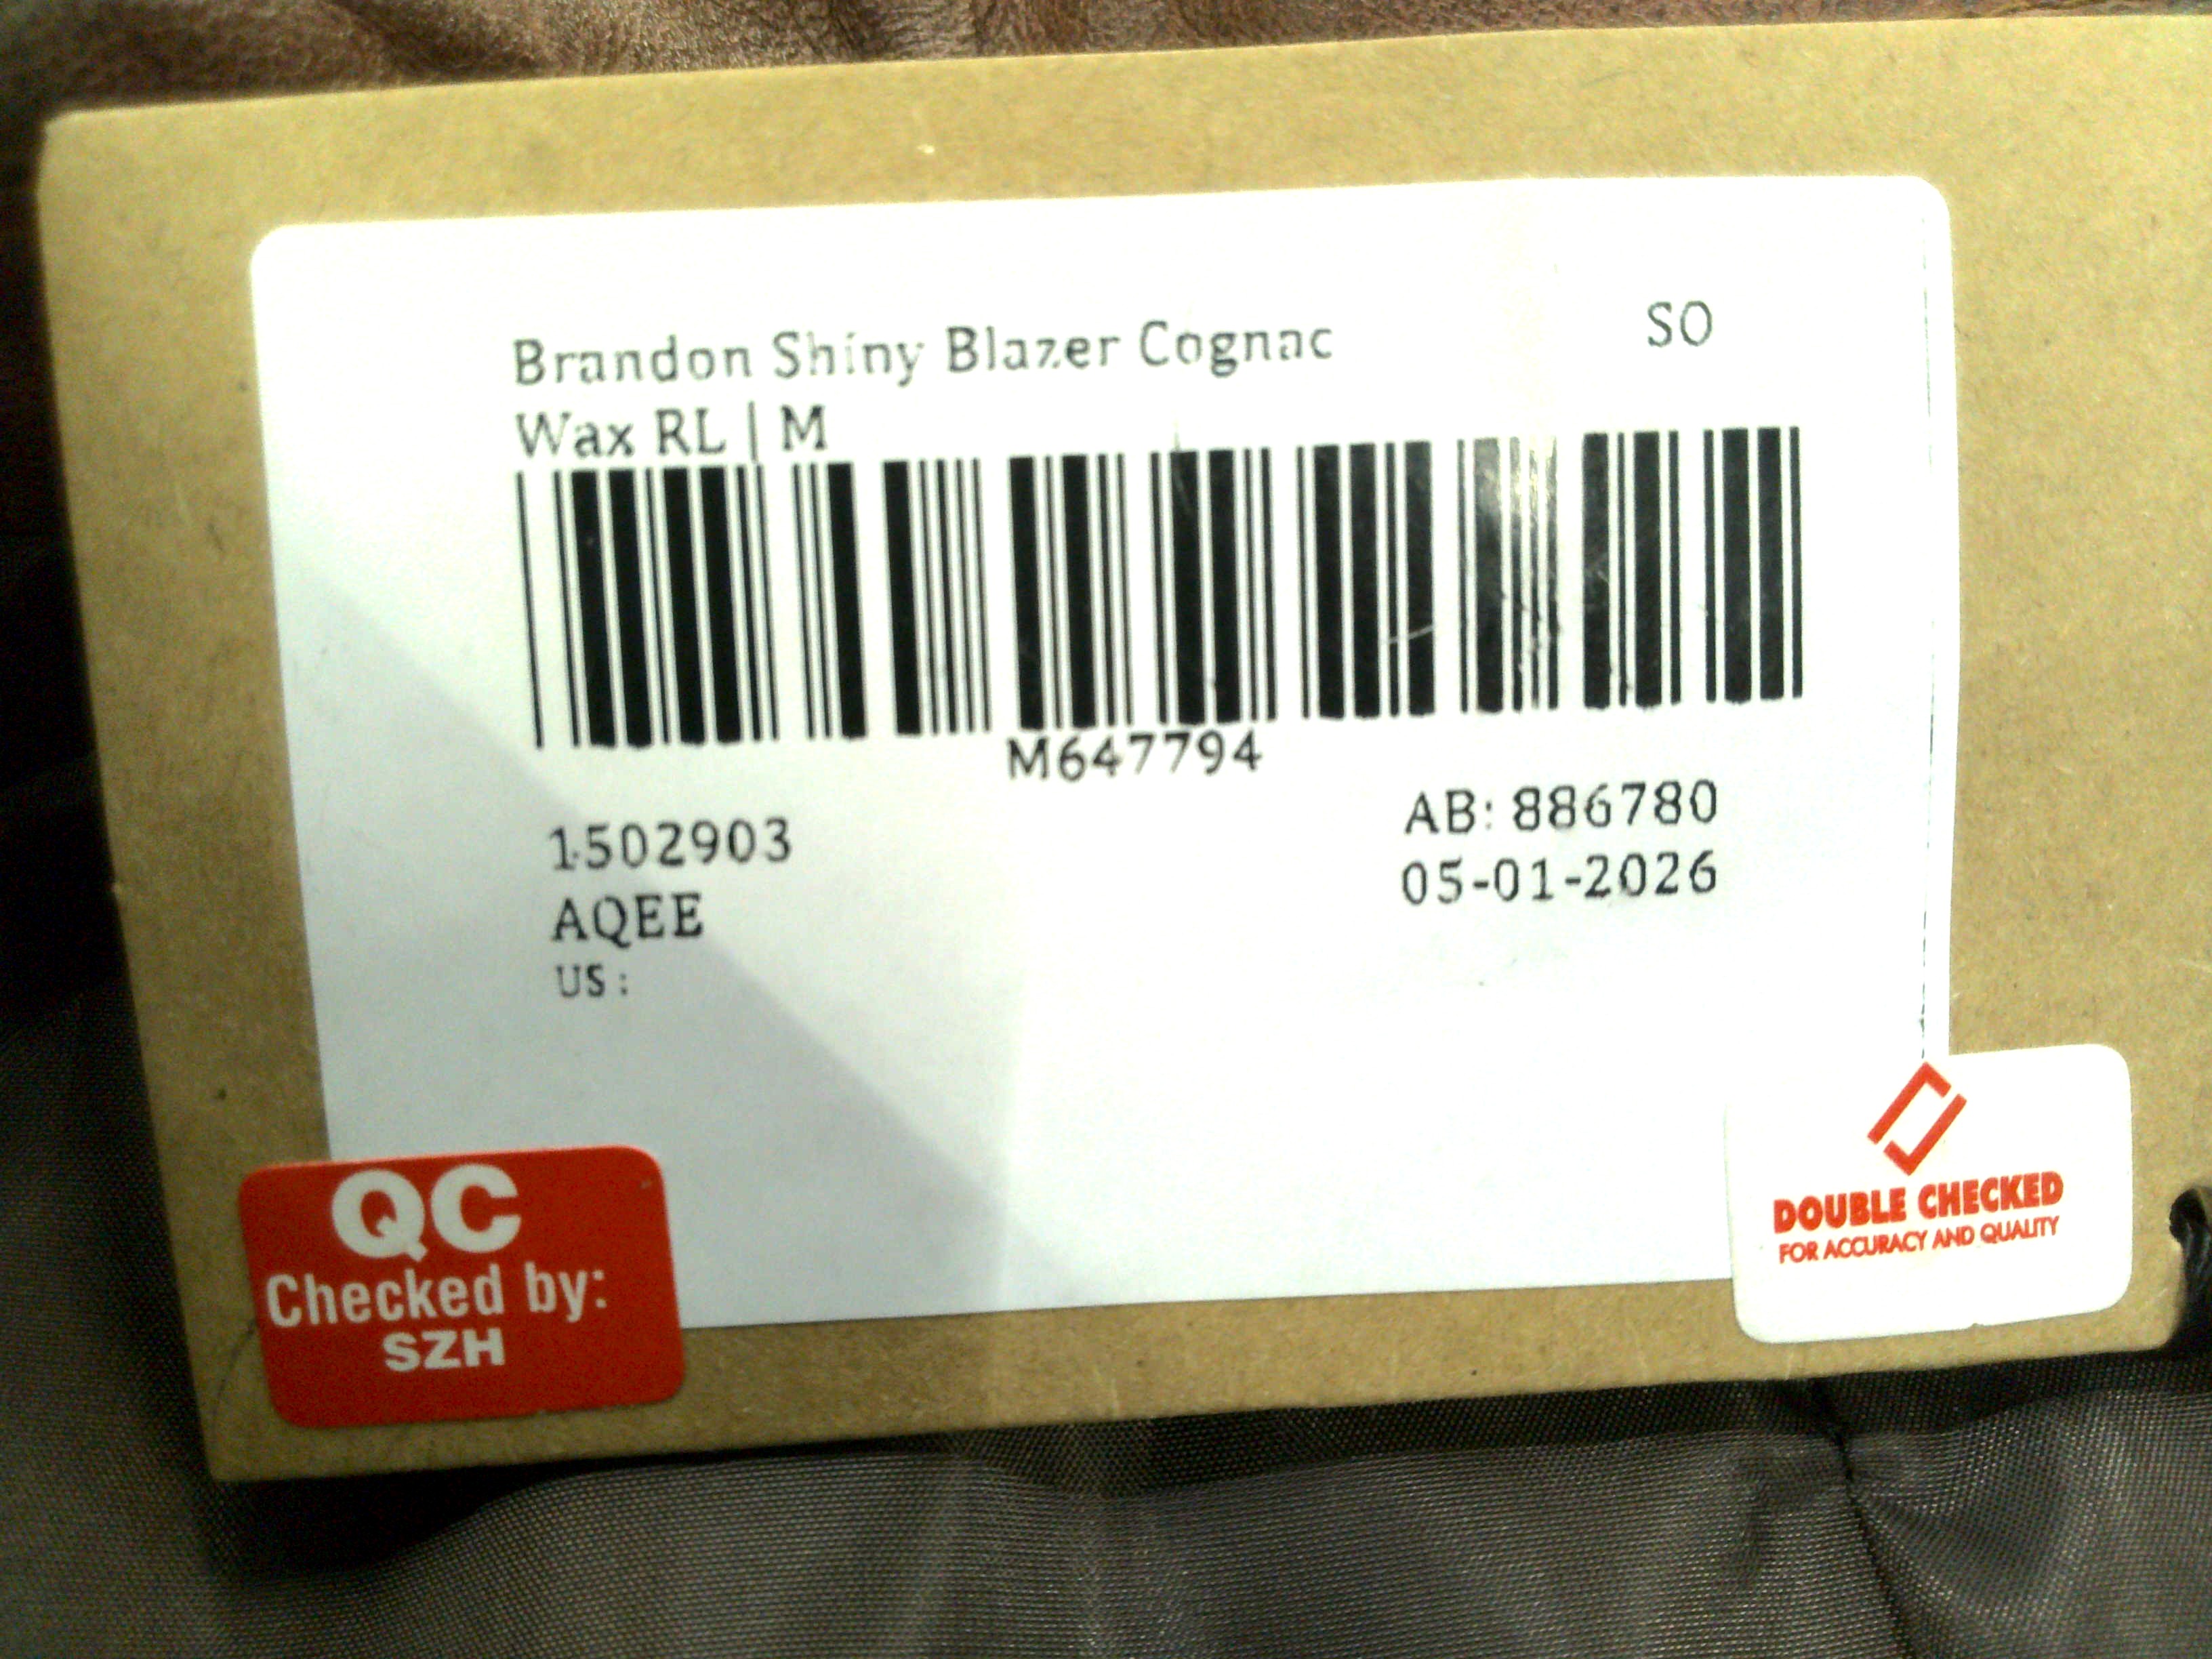 Brandon Shiny Blazer Cognac
Wax RL | M
SO
M647794
1502903
AQEE
US :
AB: 886780
05-01-2026
QC
Checked by:
SZH
DOUBLE CHECKED
FOR ACCURACY AND QUALITY